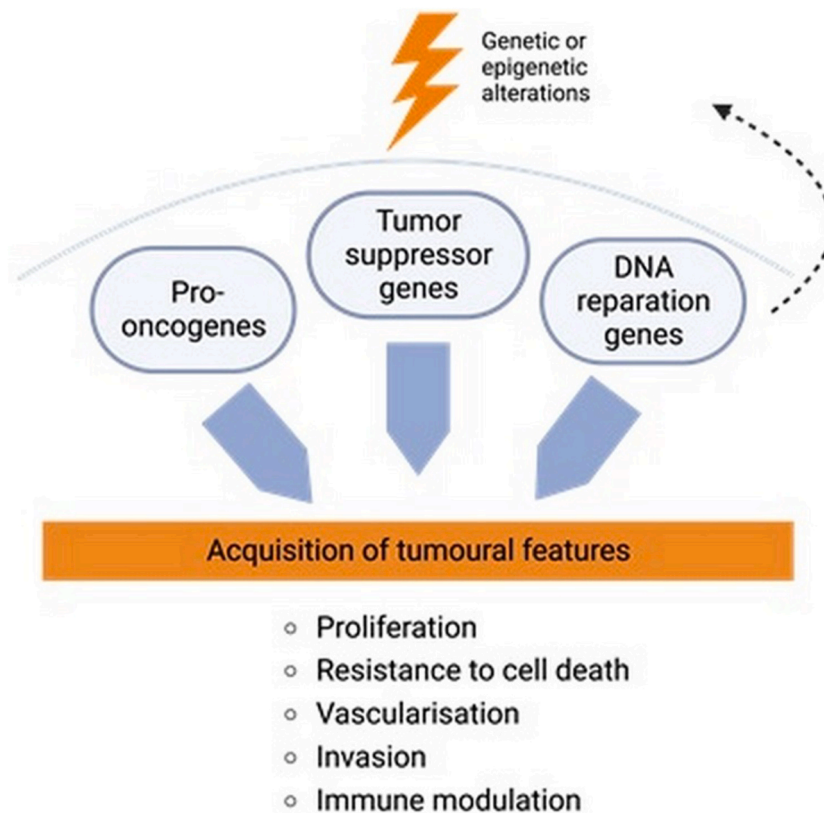 Genetic or
epigenetic
alterations
Tumor
suppressor
genes
Pro-
oncogenes
DNA
reparation
genes
Acquisition of tumoural features
Proliferation
Resistance to cell death
Vascularisation
Invasion
Immune modulation